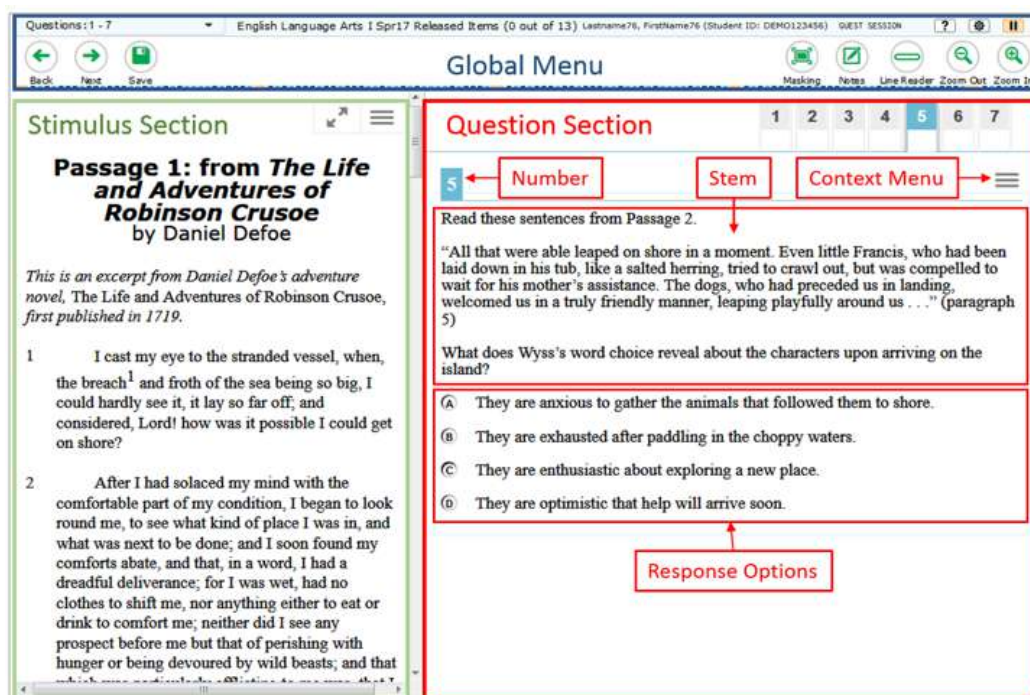 Questions: 1 - 7
English Language Arts I Spr17 Released Items (0 out of 13) Lastname76, FirstName76 (Student ID: DEMO123456) GUEST SESSION
?
Back
Next
Save
Global Menu
Masking
Notes
Line Reader
Zoom Out
Zoom In
Stimulus Section
Passage 1: from The Life
and Adventures of
Robinson Crusoe
by Daniel Defoe
This is an excerpt from Daniel Defoe's adventure
novel, The Life and Adventures of Robinson Crusoe,
first published in 1719.
1 I cast my eye to the stranded vessel, when,
the breach1 and froth of the sea being so big, I
could hardly see it, it lay so far off; and
considered, Lord! how was it possible I could get
on shore?
2 After I had solaced my mind with the
comfortable part of my condition, I began to look
round me, to see what kind of place I was in, and
what was next to be done; and I soon found my
comforts abate, and that, in a word, I had a
dreadful deliverance; for I was wet, had no
clothes to shift me, nor anything either to eat or
drink to comfort me; neither did I see any
prospect before me but that of perishing with
hunger or being devoured by wild beasts; and that
Question Section
1 2 3 4 5 6 7
5
Number
Stem
Context Menu
Read these sentences from Passage 2.
“All that were able leaped on shore in a moment. Even little Francis, who had been
laid down in his tub, like a salted herring, tried to crawl out, but was compelled to
wait for his mother’s assistance. The dogs, who had preceded us in landing,
welcomed us in a truly friendly manner, leaping playfully around us . . .” (paragraph
5)
What does Wyss’s word choice reveal about the characters upon arriving on the
island?
A They are anxious to gather the animals that followed them to shore.
B They are exhausted after paddling in the choppy waters.
C They are enthusiastic about exploring a new place.
D They are optimistic that help will arrive soon.
Response Options